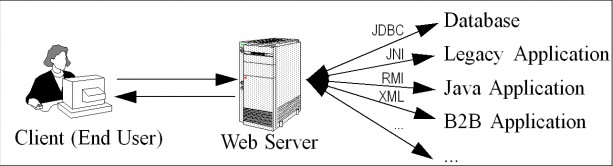 JDBC Database
JNI Legacy Application
RMI Java Application
XML B2B Application
... ...
Client (End User)
Web Server